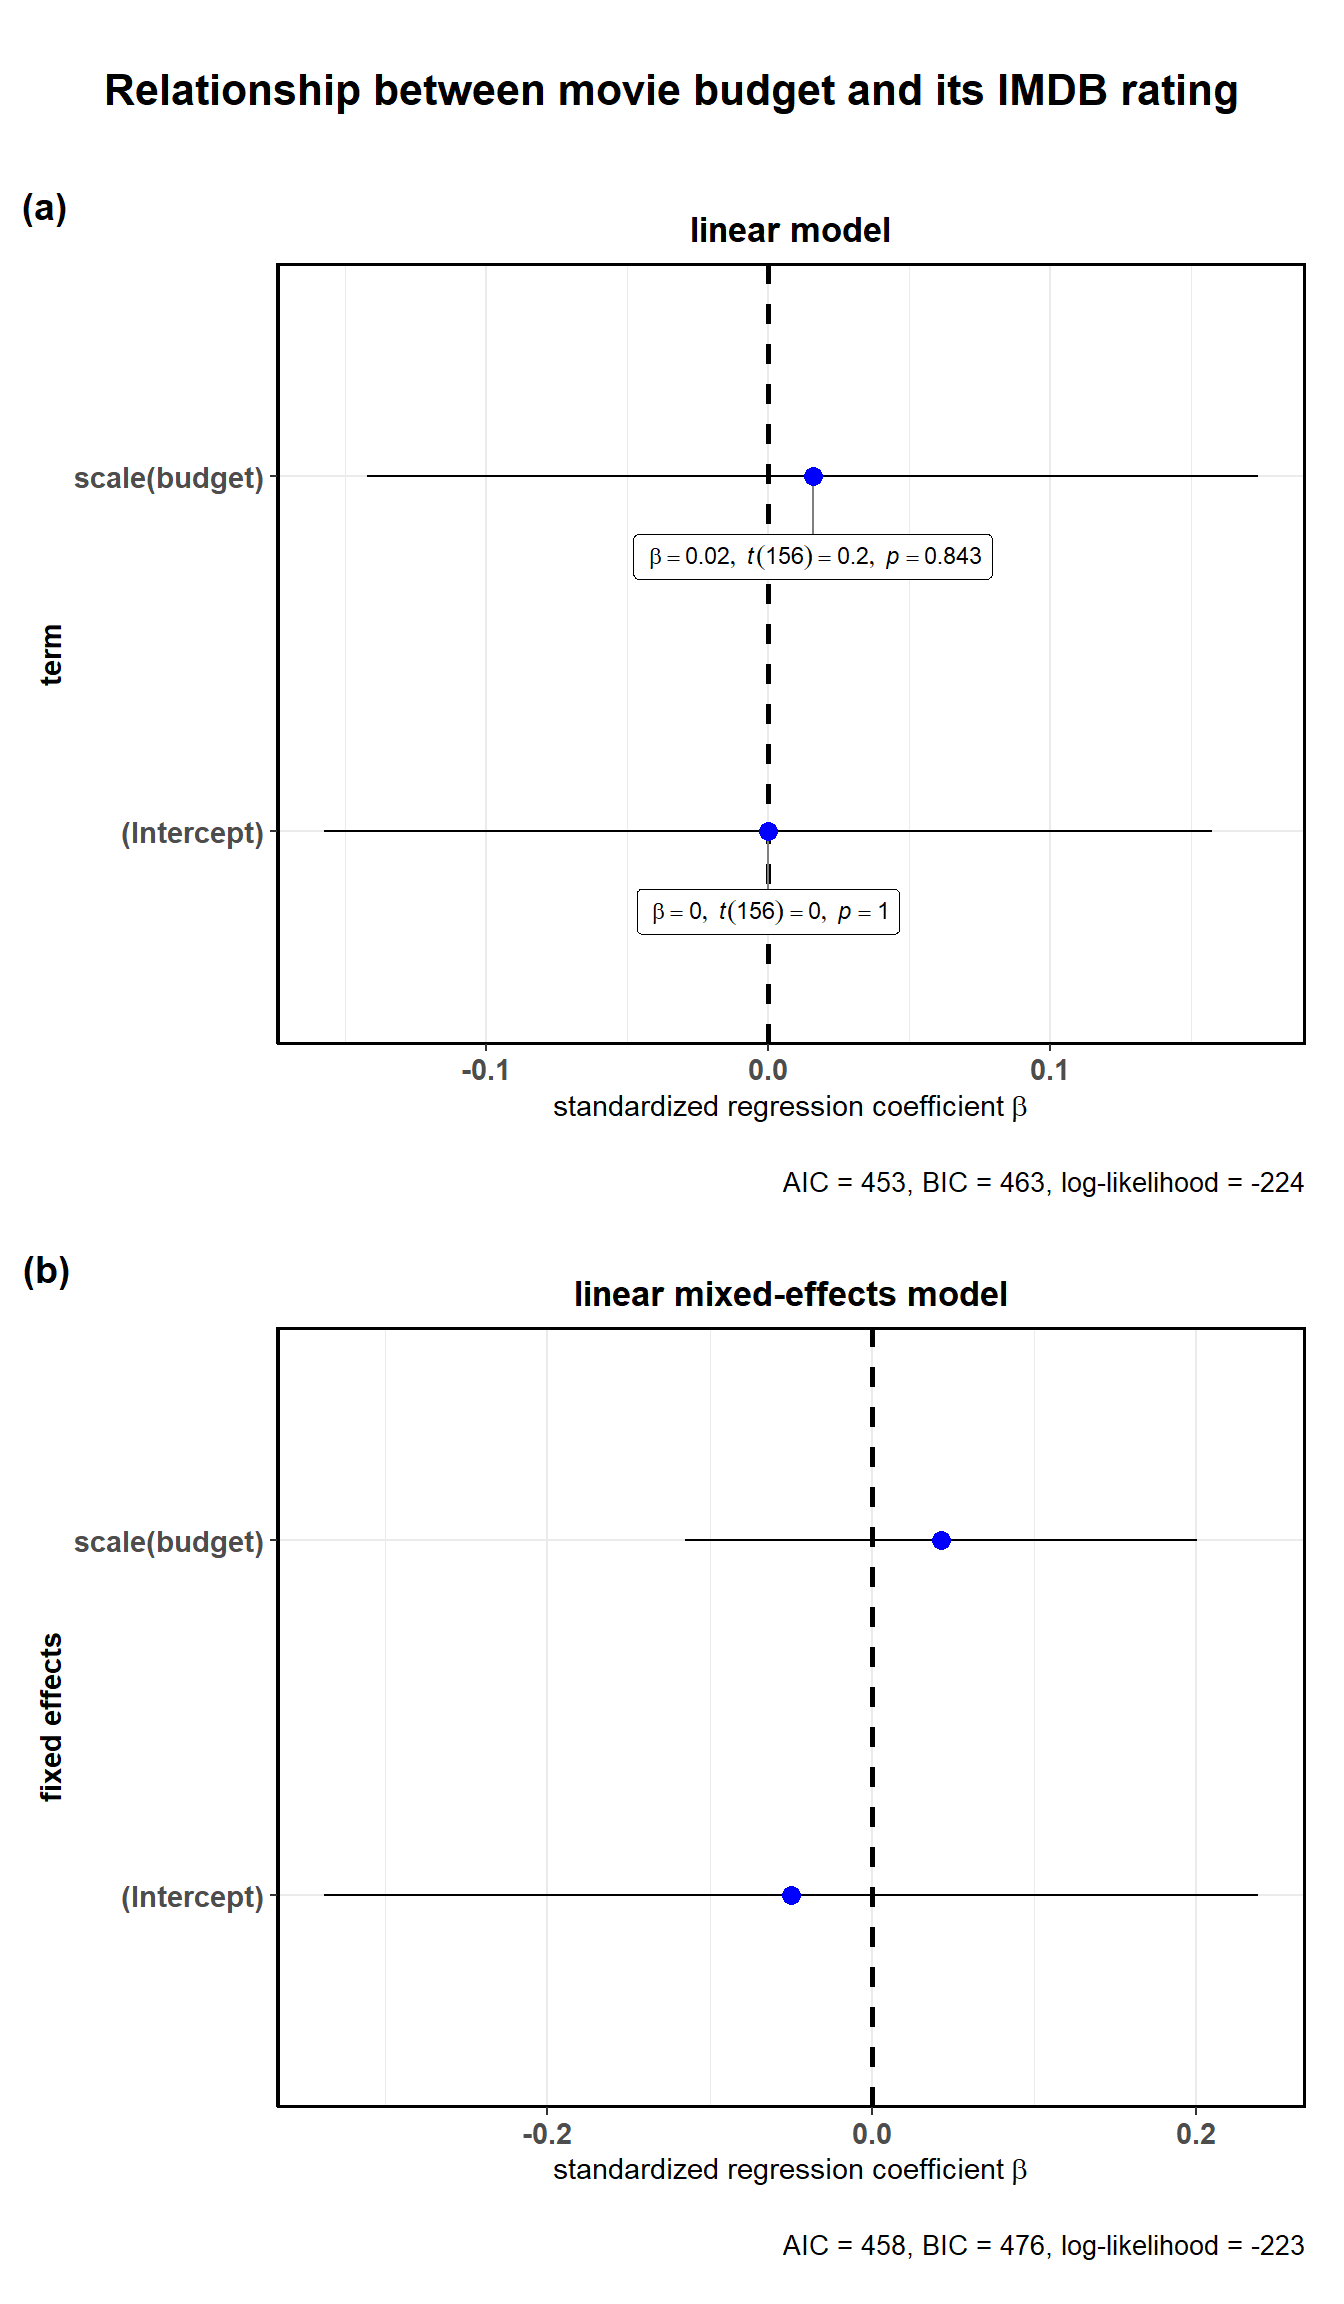 Relationship between movie budget and its IMDB rating
(a)
linear model
scale(budget)
β = 0.02, t(156) = 0.2, p = 0.843
term
(Intercept)
β = 0, t(156) = 0, p = 1
-0.1 0.0 0.1
standardized regression coefficient β
AIC = 453, BIC = 463, log-likelihood = -224
(b)
linear mixed-effects model
scale(budget)
fixed effects
(Intercept)
-0.2 0.0 0.2
standardized regression coefficient β
AIC = 458, BIC = 476, log-likelihood = -223